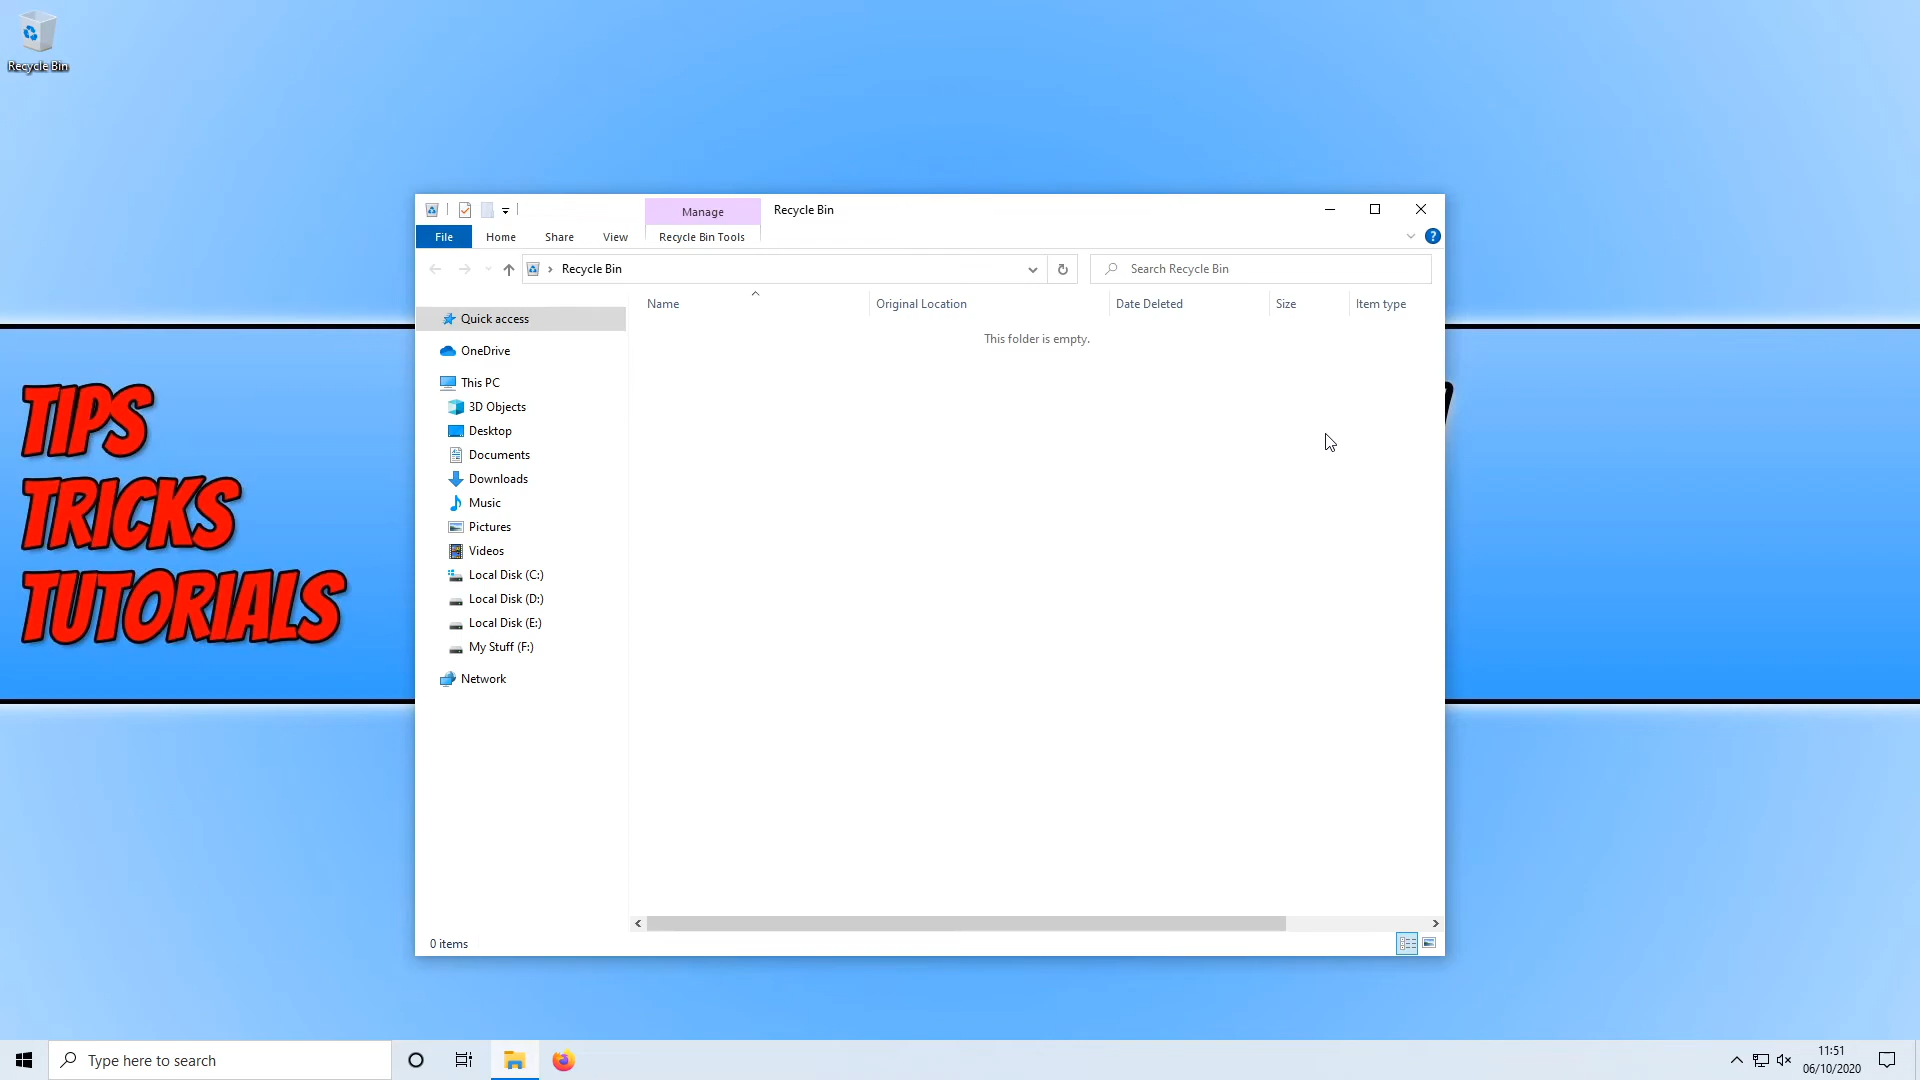 Recycle Bin
Manage
Recycle Bin
File
Home
Share
View
Recycle Bin Tools
?
Recycle Bin
Search Recycle Bin
Name
Original Location
Date Deleted
Size
Item type
This folder is empty.
Quick access
OneDrive
This PC
3D Objects
Desktop
Documents
Downloads
Music
Pictures
Videos
Local Disk (C:)
Local Disk (D:)
Local Disk (E:)
My Stuff (F:)
Network
0 items
TIPS
TRICKS
TUTORIALS
Type here to search
11:51
06/10/2020